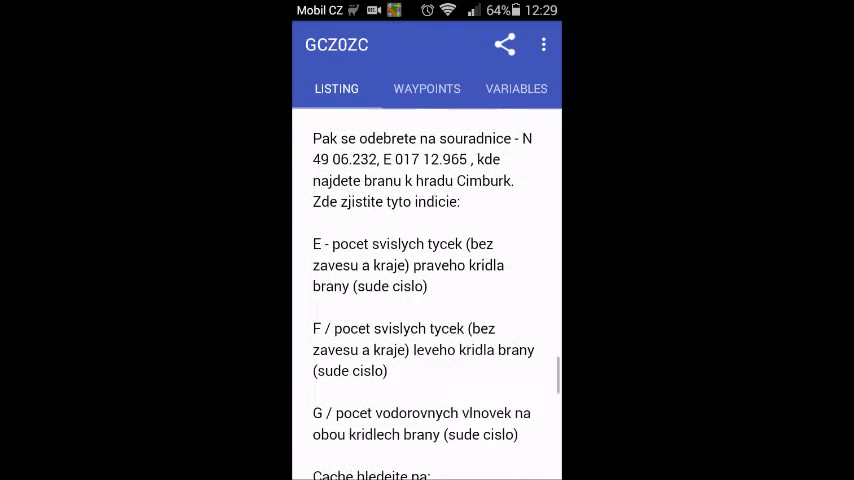 Mobil CZ 64% 12:29
GCZ0ZC
LISTING WAYPOINTS VARIABLES
Pak se odebrete na souradnice - N
49 06.232, E 017 12.965 , kde
najdete branu k hradu Cimburk.
Zde zjistite tyto indicie:
E - pocet svislych tycek (bez
zavesu a kraje) praveho kridla
brany (sude cislo)
F / pocet svislych tycek (bez
zavesu a kraje) leveho kridla brany
(sude cislo)
G / pocet vodorovnych vlnovek na
obou kridlech brany (sude cislo)
Cache hledejte na: